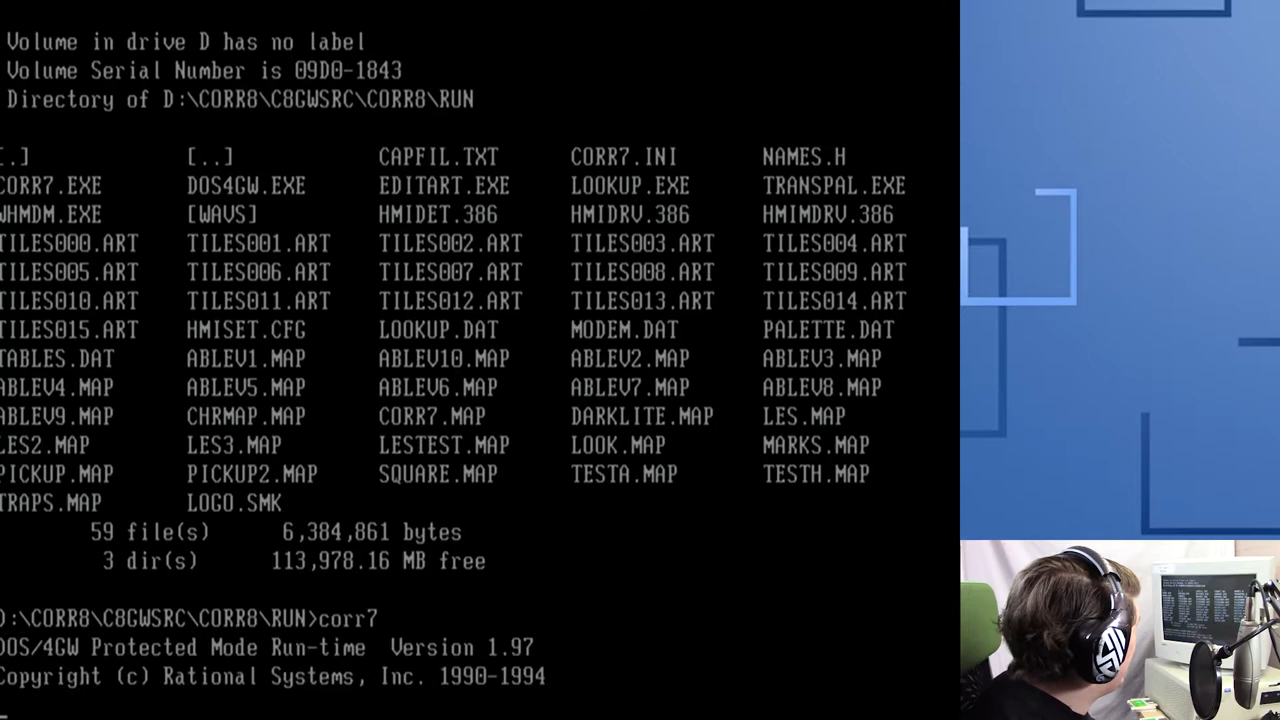 Volume in drive D has no label
Volume Serial Number is 09D0-1843
Directory of D:\CORR8\C8GWSRC\CORR8\RUN
[.] [..] CAPFIL.TXT CORR7.INI NAMES.H
CORR7.EXE DOS4GW.EXE EDITART.EXE LOOKUP.EXE TRANSPAL.EXE
WHMDM.EXE [WAVS] HMIDET.386 HMIDRV.386 HMIMDRV.386
TILES000.ART TILES001.ART TILES002.ART TILES003.ART TILES004.ART
TILES005.ART TILES006.ART TILES007.ART TILES008.ART TILES009.ART
TILES010.ART TILES011.ART TILES012.ART TILES013.ART TILES014.ART
TILES015.ART HMISET.CFG LOOKUP.DAT MODEM.DAT PALETTE.DAT
TABLES.DAT ABLEV1.MAP ABLEV10.MAP ABLEV2.MAP ABLEV3.MAP
ABLEV4.MAP ABLEV5.MAP ABLEV6.MAP ABLEV7.MAP ABLEV8.MAP
ABLEV9.MAP CHRMAP.MAP CORR7.MAP DARKLITE.MAP LES.MAP
LES2.MAP LES3.MAP LESTEST.MAP LOOK.MAP MARKS.MAP
PICKUP.MAP PICKUP2.MAP SQUARE.MAP TESTA.MAP TESTH.MAP
TRAPS.MAP LOGO.SMK
59 file(s) 6,384,861 bytes
3 dir(s) 113,978.16 MB free
D:\CORR8\C8GWSRC\CORR8\RUN>corr7
DOS/4GW Protected Mode Run-time Version 1.97
Copyright (c) Rational Systems, Inc. 1990-1994